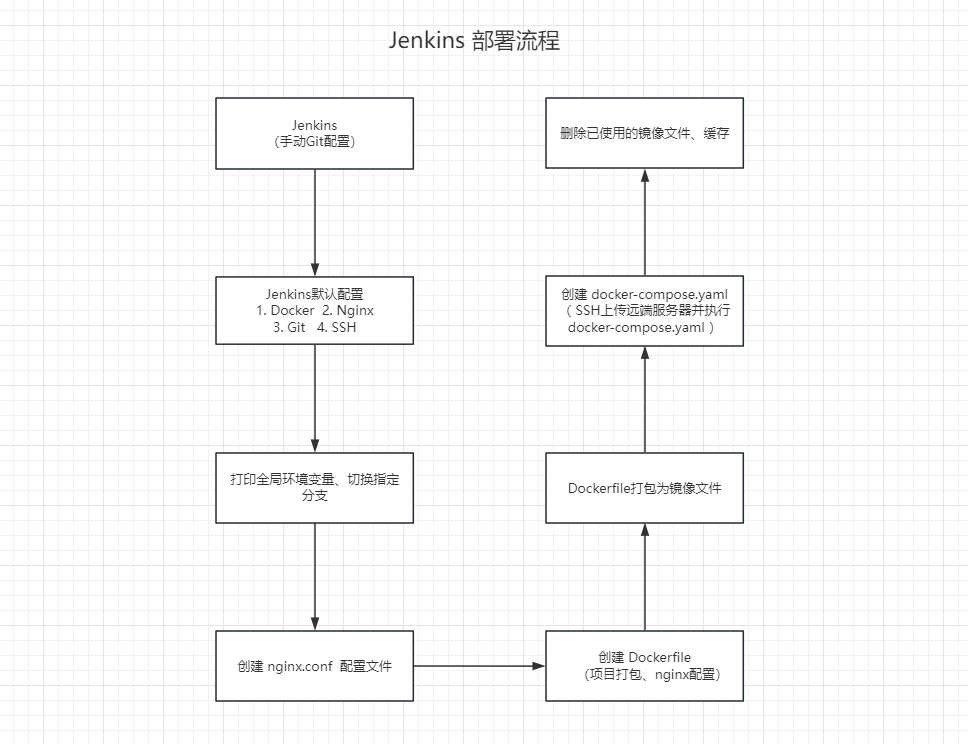 Jenkins 部署流程
Jenkins
（手动Git配置）
Jenkins默认配置
1. Docker  2. Nginx
3. Git   4. SSH
打印全局环境变量、切换指定
分支
创建 nginx.conf  配置文件
创建 Dockerfile
（项目打包、nginx配置）
Dockerfile打包为镜像文件
创建 docker-compose.yaml
（ SSH上传远端服务器并执行
docker-compose.yaml ）
删除已使用的镜像文件、缓存